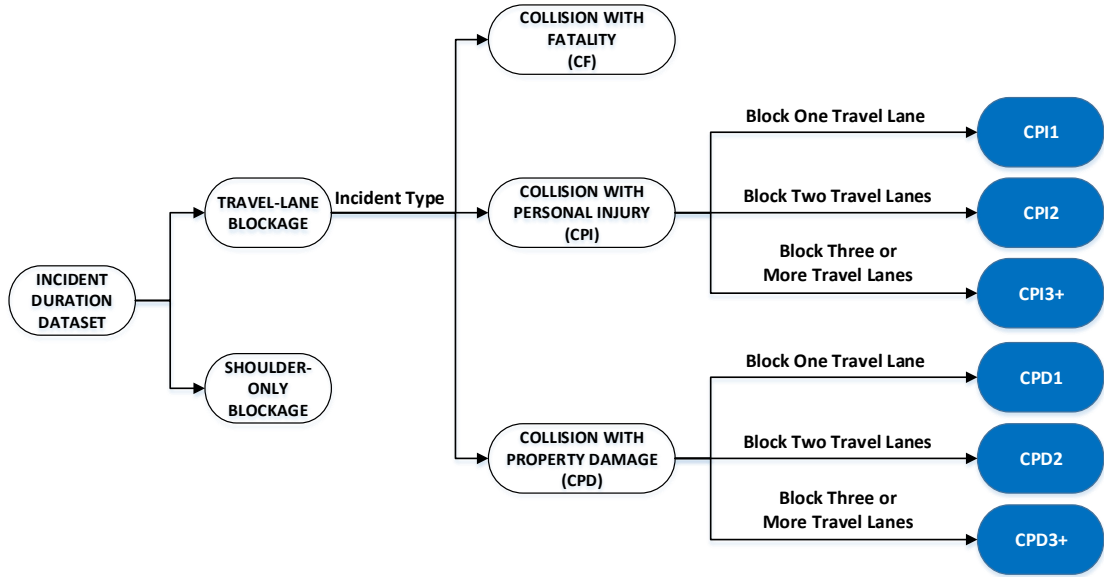 INCIDENT
DURATION
DATASET
TRAVEL-LANE
BLOCKAGE
SHOULDER-
ONLY
BLOCKAGE
Incident Type
COLLISION WITH
FATALITY
(CF)
COLLISION WITH
PERSONAL INJURY
(CPI)
COLLISION WITH
PROPERTY DAMAGE
(CPD)
Block One Travel Lane
CPI1
Block Two Travel Lanes
CPI2
Block Three or
More Travel Lanes
CPI3+
Block One Travel Lane
CPD1
Block Two Travel Lanes
CPD2
Block Three or
More Travel Lanes
CPD3+